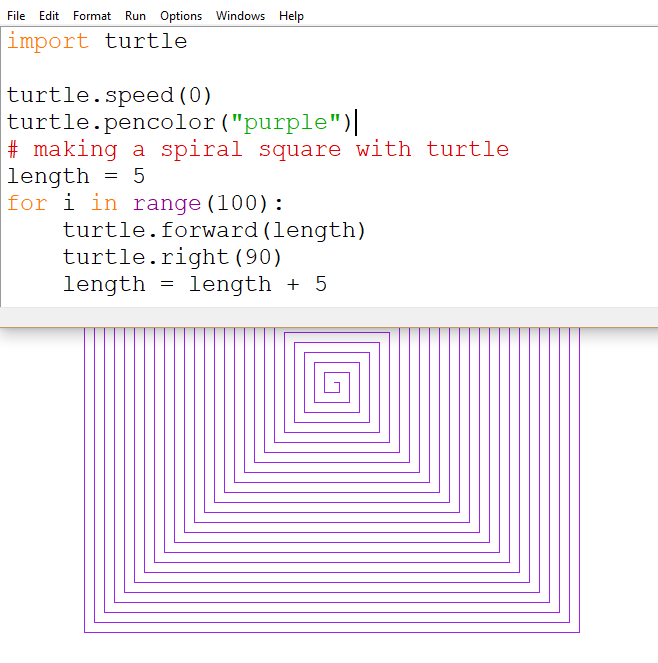 File Edit Format Run Options Windows Help
import turtle
turtle.speed(0)
turtle.pencolor("purple")
# making a spiral square with turtle
length = 5
for i in range(100):
    turtle.forward(length)
    turtle.right(90)
    length = length + 5